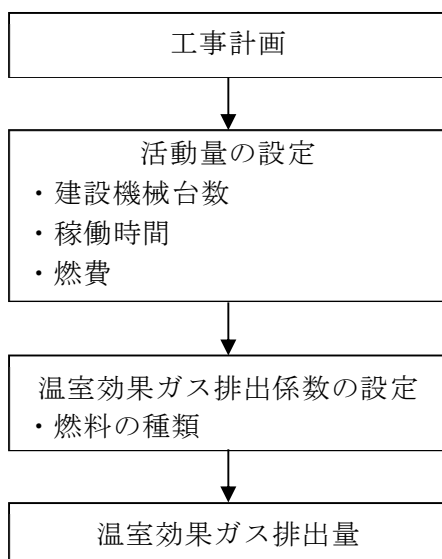 工事計画
活動量の設定
・建設機械台数
・稼働時間
・燃費
温室効果ガス排出係数の設定
・燃料の種類
温室効果ガス排出量